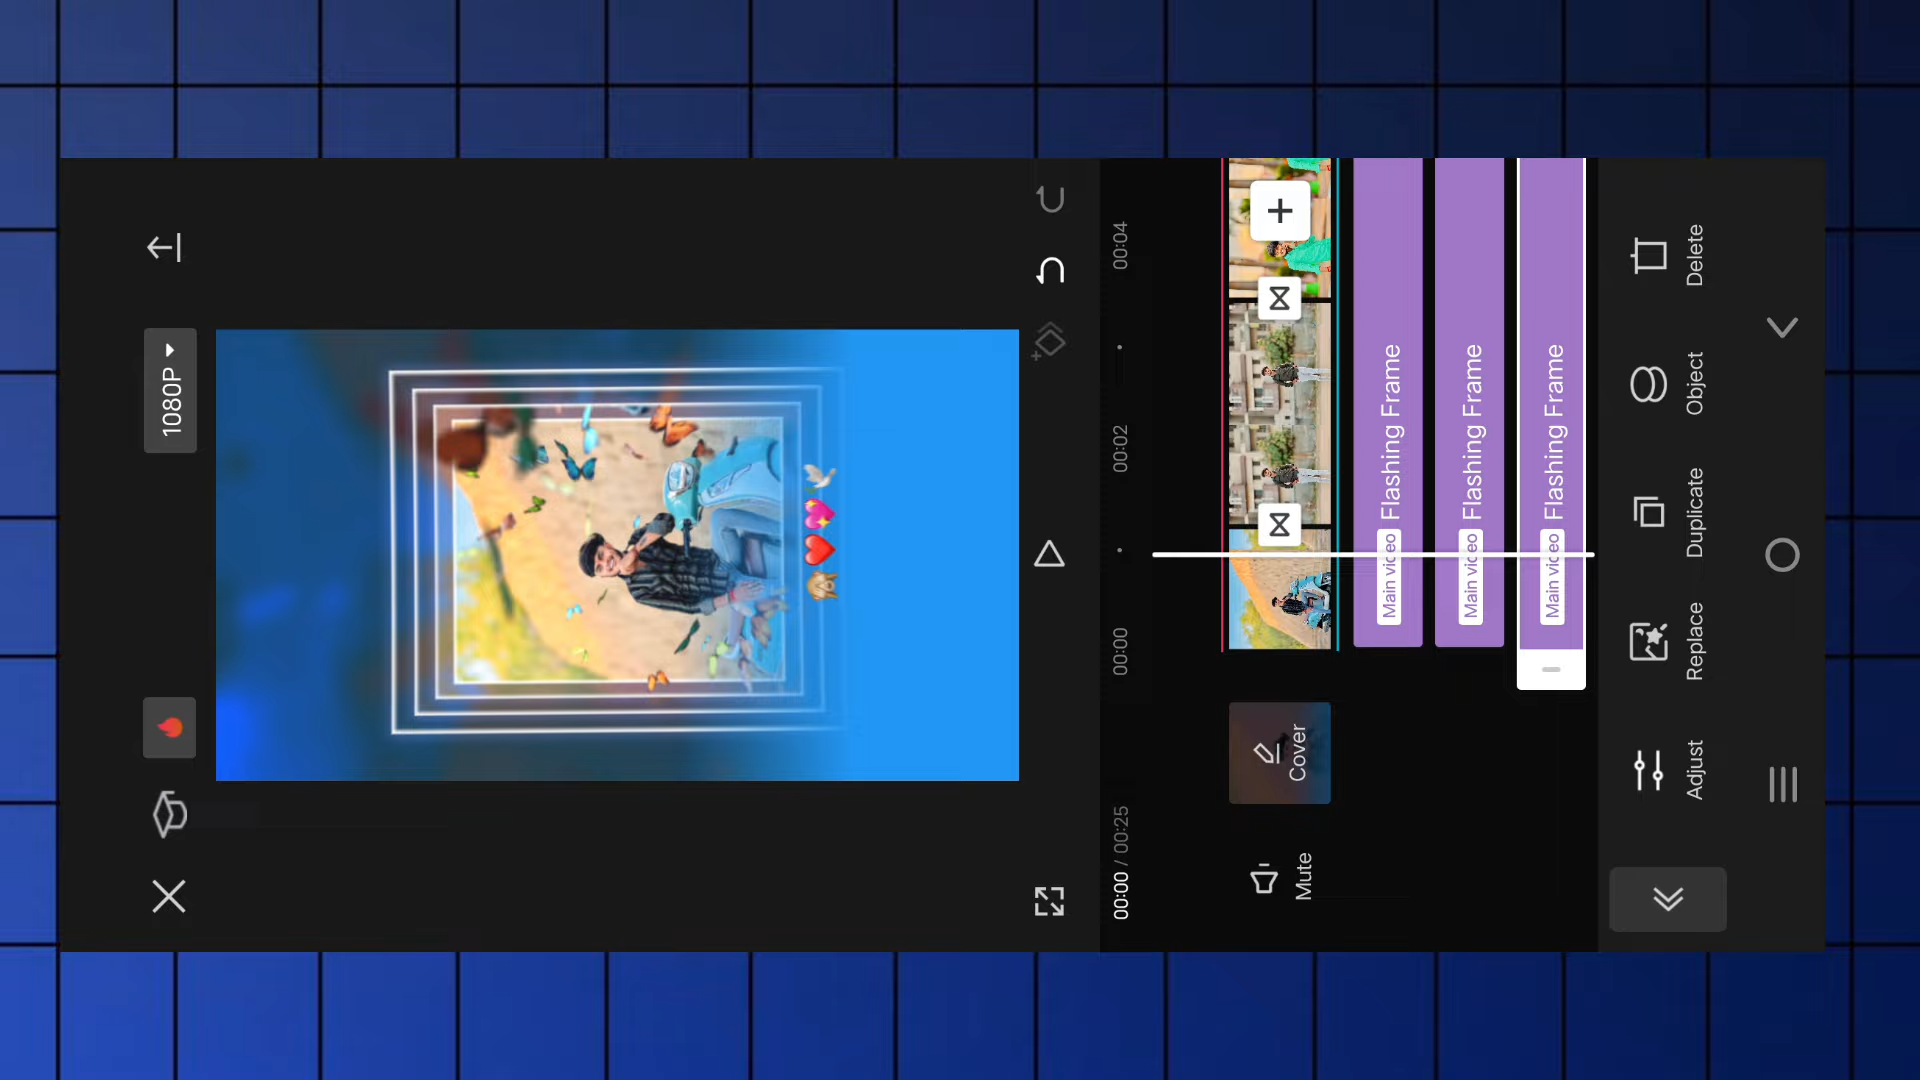 1080P
00:00 / 00:25
00:00
00:02
00:04
Mute
Cover
Main video
Flashing Frame
Main video
Flashing Frame
Main video
Flashing Frame
Adjust
Replace
Duplicate
Object
Delete